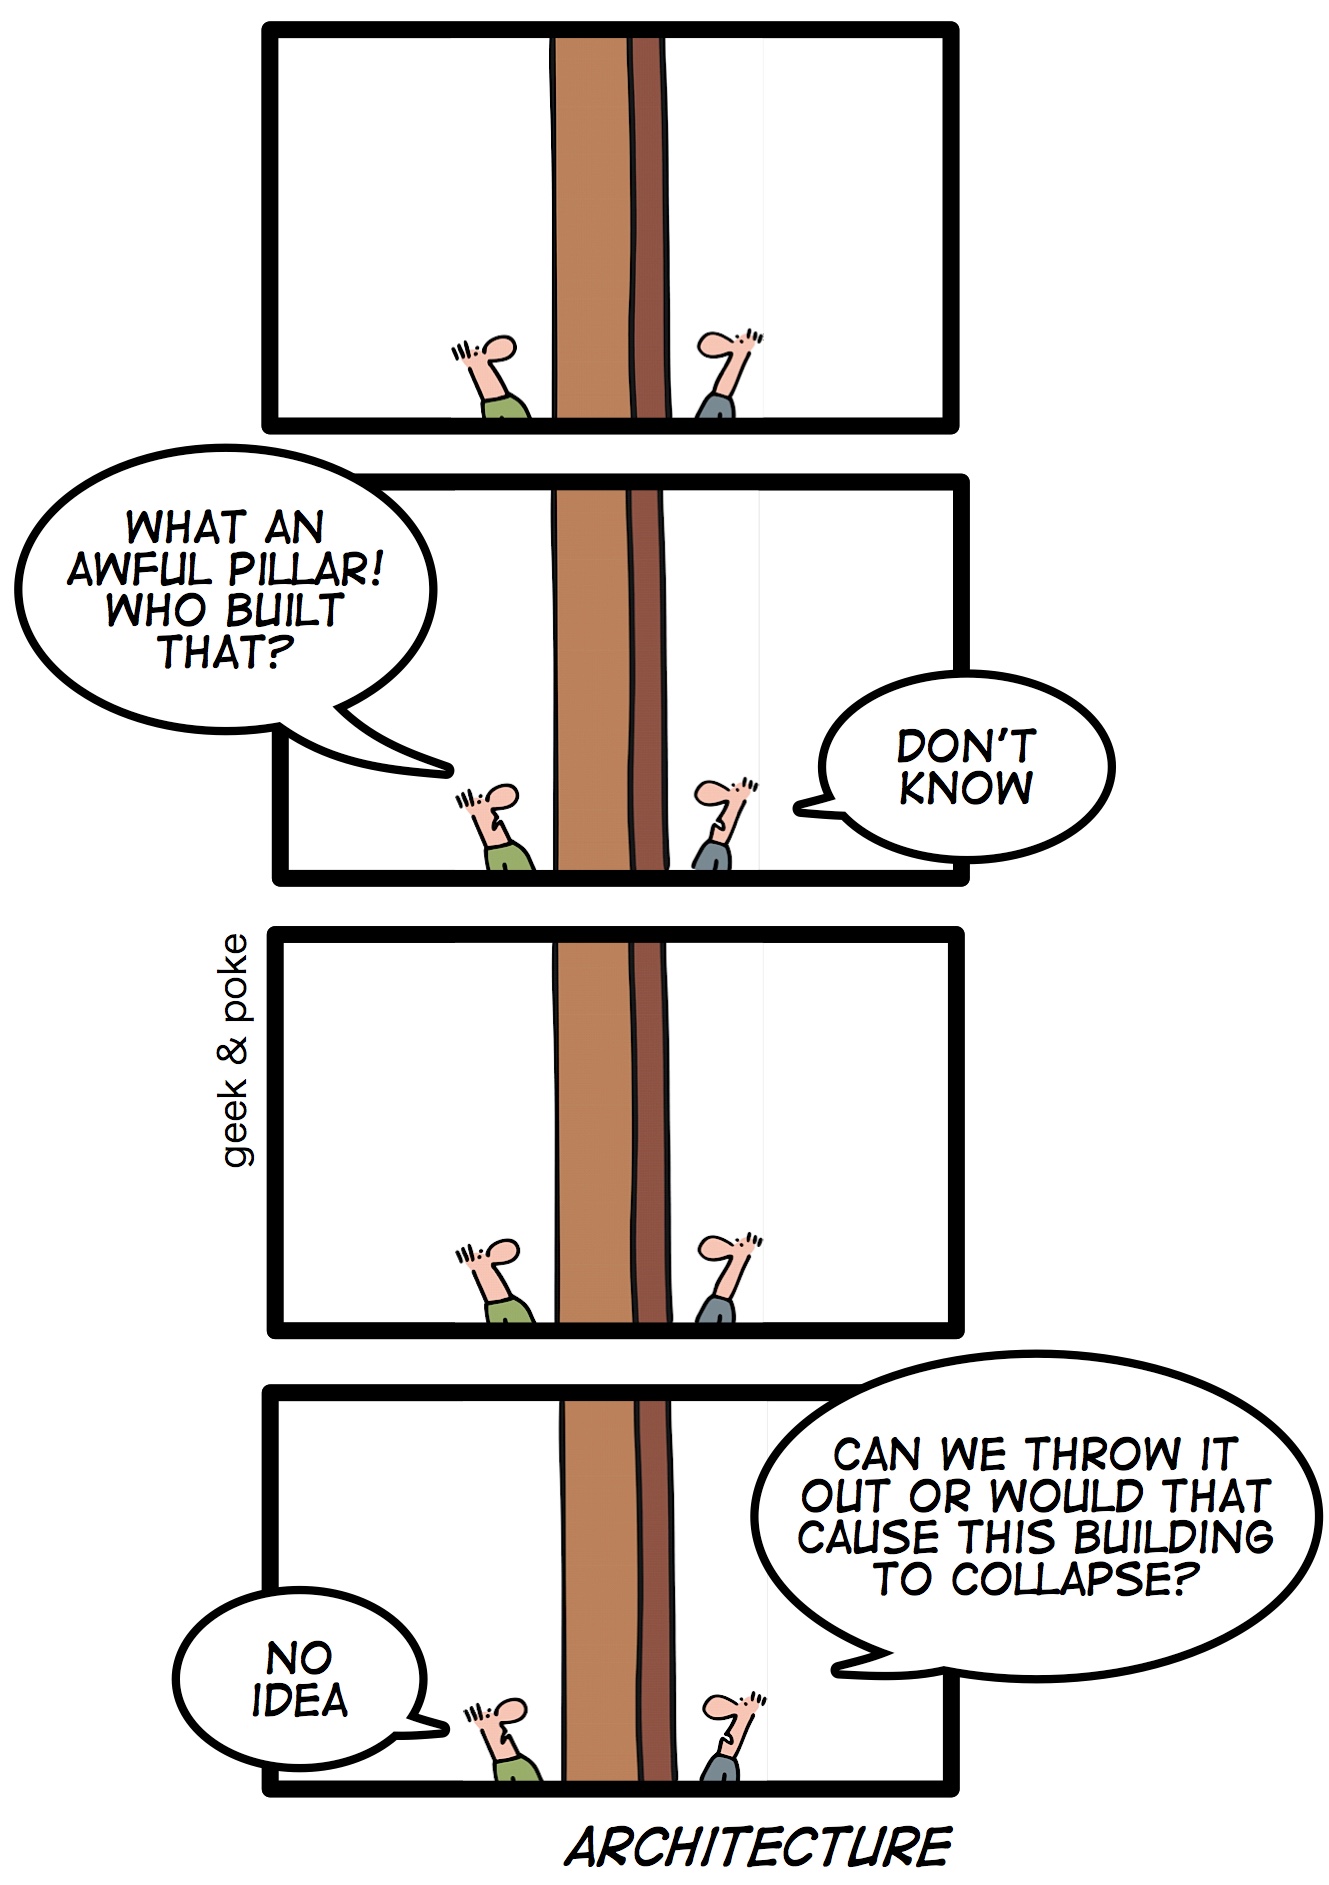 WHAT AN
AWFUL PILLAR!
WHO BUILT
THAT?
DON'T
KNOW
geek & poke
CAN WE THROW IT
OUT OR WOULD THAT
CAUSE THIS BUILDING
TO COLLAPSE?
NO
IDEA
ARCHITECTURE